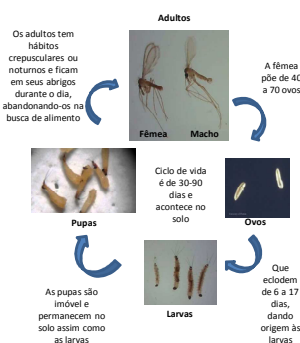 Adultos
Os adultos tem
hábitos
crepusculares ou
noturnos e ficam
em seus abrigos
durante o dia,
abandonando-os na
busca de alimento
A fêmea
põe de 40
a 70 ovos
Fêmea
Macho
Ciclo de vida
é de 30-90
dias e
acontece no
solo
Pupas
Ovos
As pupas são
imóvel e
permanecem no
solo assim como
as larvas
Larvas
Que
eclodem
de 6 a 17
dias,
dando
origem às
larvas